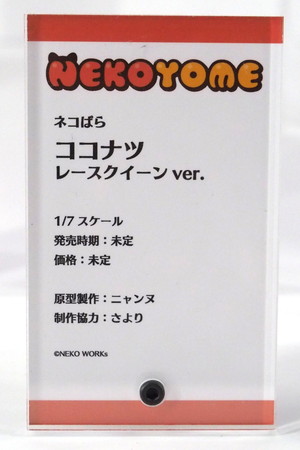 NEKOYOME
ネコぱら
ココナツ
レースクイーン ver.
1/7 スケール
発売時期：未定
価格：未定
原型製作：ニャンヌ
制作協力：さより
©NEKO WORKs